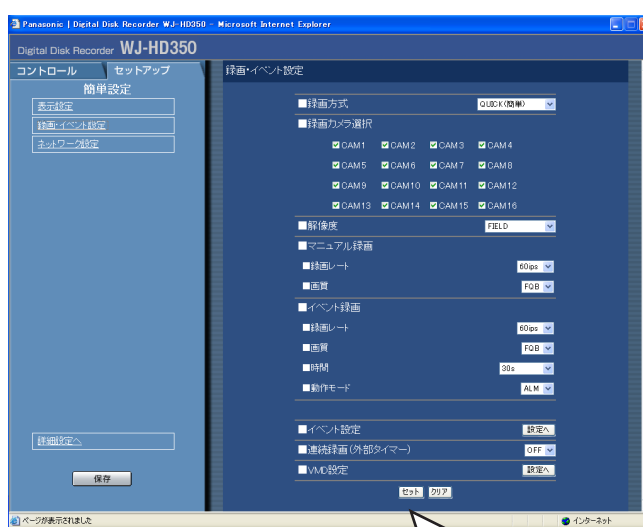 Panasonic | Digital Disk Recorder WJ-HD350 - Microsoft Internet Explorer
Digital Disk Recorder WJ-HD350
コントロール
セットアップ
録画・イベント設定
簡単設定
表示設定
録画・イベント設定
ネットワーク設定
詳細設定へ
保存
■録画方式 QUICK(簡単)
■録画カメラ選択
CAM1 CAM2 CAM3 CAM4
CAM5 CAM6 CAM7 CAM8
CAM9 CAM10 CAM11 CAM12
CAM13 CAM14 CAM15 CAM16
■解像度 FIELD
■マニュアル録画
■録画レート 60ips
■画質 FQB
■イベント録画
■録画レート 60ips
■画質 FQB
■時間 30s
■動作モード ALM
■イベント設定 設定へ
■連続録画(外部タイマー) OFF
■VMD設定 設定へ
セット クリア
ページが表示されました
インターネット